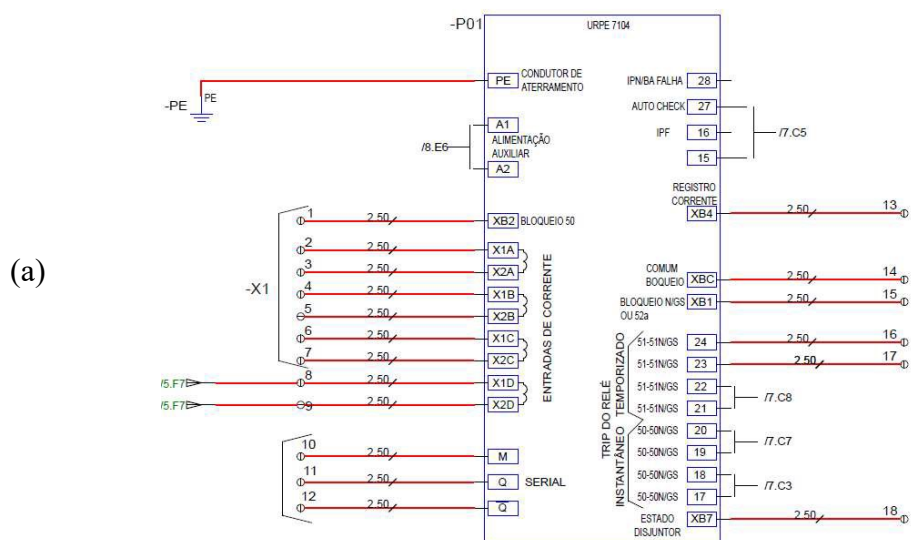 (a)
-P01
URPE 7104
-PE
PE
PE
CONDUTOR DE
ATERRAMENTO
/8.E6
A1
ALIMENTAÇÃO
AUXILIAR
A2
-X1
1 2.50 XB2 BLOQUEIO 50
2 2.50 X1A
3 2.50 X2A
4 2.50 X1B
5 2.50 X2B
6 2.50 X1C
7 2.50 X2C
/5.F7 8 2.50 X1D
/5.F7 9 2.50 X2D
ENTRADAS DE CORRENTE
10 2.50 M
11 2.50 Q SERIAL
12 2.50 Q̅
IPN/BA FALHA 28
AUTO CHECK 27
IPF 16
15
/7.C5
REGISTRO
CORRENTE
XB4 2.50 13
COMUM
BOQUEIO
XBC 2.50 14
BLOQUEIO N/GS
OU 52a
XB1 2.50 15
TRIP DO RELÉ
TEMPORIZADO
INSTANTÂNEO
51-51N/GS 24 2.50 16
51-51N/GS 23 2.50 17
51-51N/GS 22
51-51N/GS 21
/7.C8
50-50N/GS 20
50-50N/GS 19
/7.C7
50-50N/GS 18
50-50N/GS 17
/7.C3
ESTADO
DISJUNTOR
XB7 2.50 18